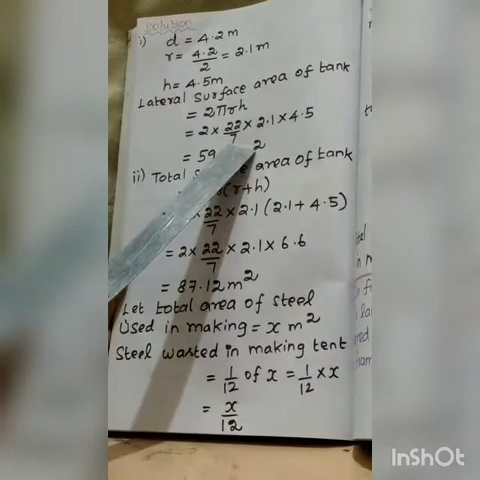 Solution
i) d = 4.2m
r = 4.2/2 = 2.1m
h = 4.5m
Lateral Surface area of tank
= 2πrh
= 2 × 22/7 × 2.1 × 4.5
= 59 2
ii) Total area of tank
(r+h)
= × 22/7 × 2.1 (2.1 + 4.5)
= 2 × 22/7 × 2.1 × 6.6
= 87.12 m²
Let total area of steel
Used in making = x m²
Steel wasted in making tent
= 1/12 of x = 1/12 × x
= x/12
InShOt